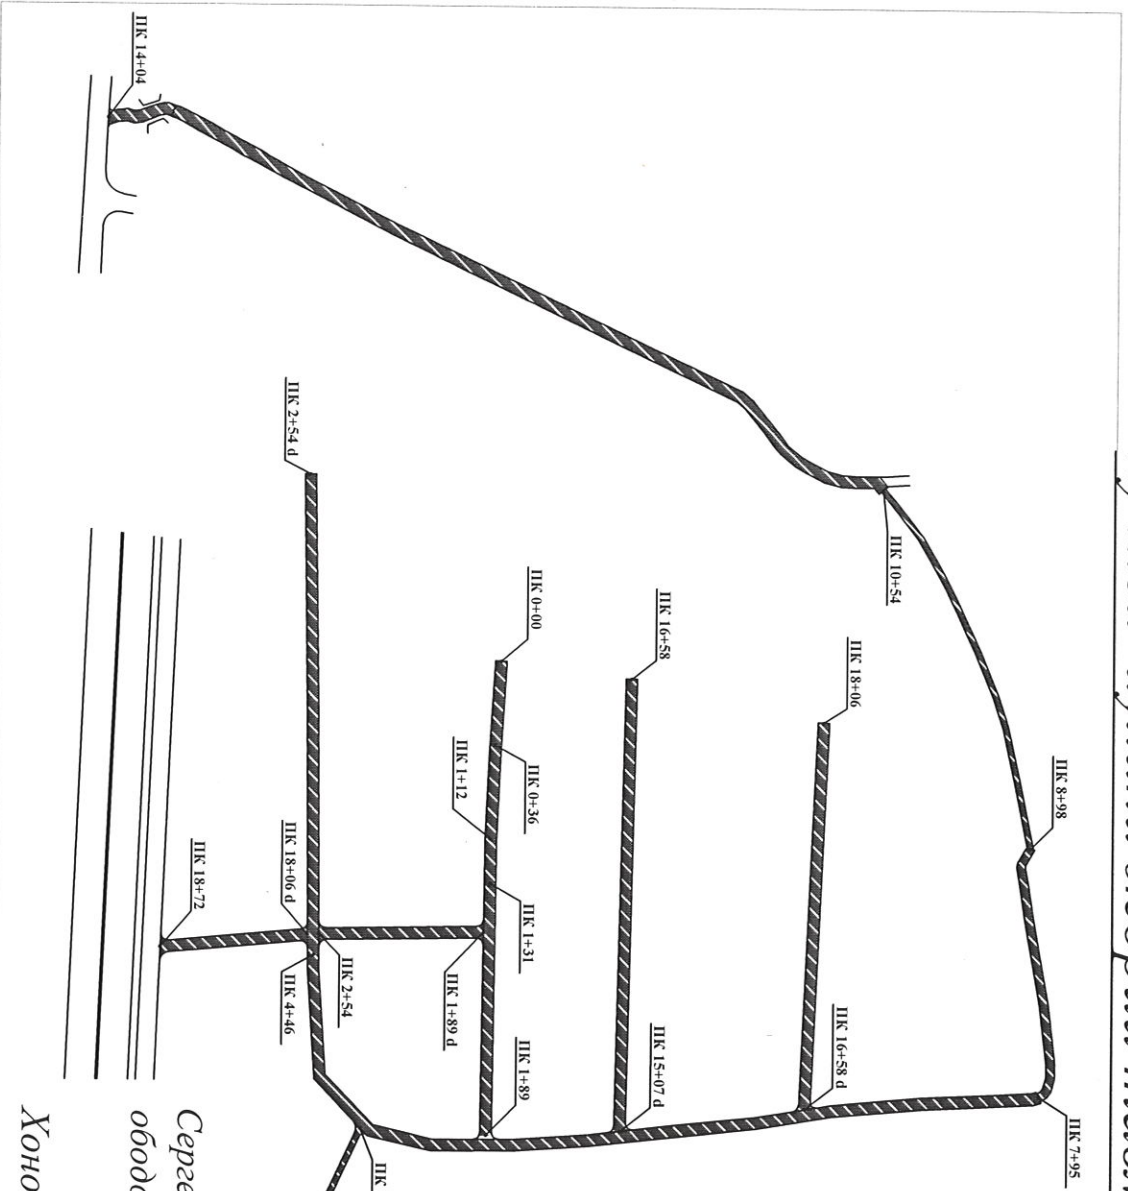 ПК 14+04
ПК 2+54 d
ПК 0+00
ПК 16+58
ПК 18+06
ПК 10+54
ПК 8+98
ПК 0+36
ПК 1+12
ПК 1+31
ПК 18+06 d
ПК 18+72
ПК 2+54
ПК 4+46
ПК 1+89 d
ПК 1+89
ПК 15+07 d
ПК 16+58 d
ПК 7+95
ПК
Серге
обода
Хоно